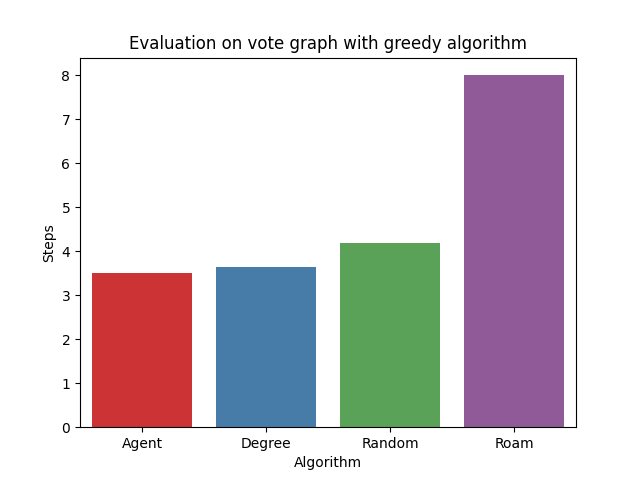 Evaluation on vote graph with greedy algorithm
8
7
6
5
4
3
2
1
0
Steps
Agent Degree Random Roam
Algorithm